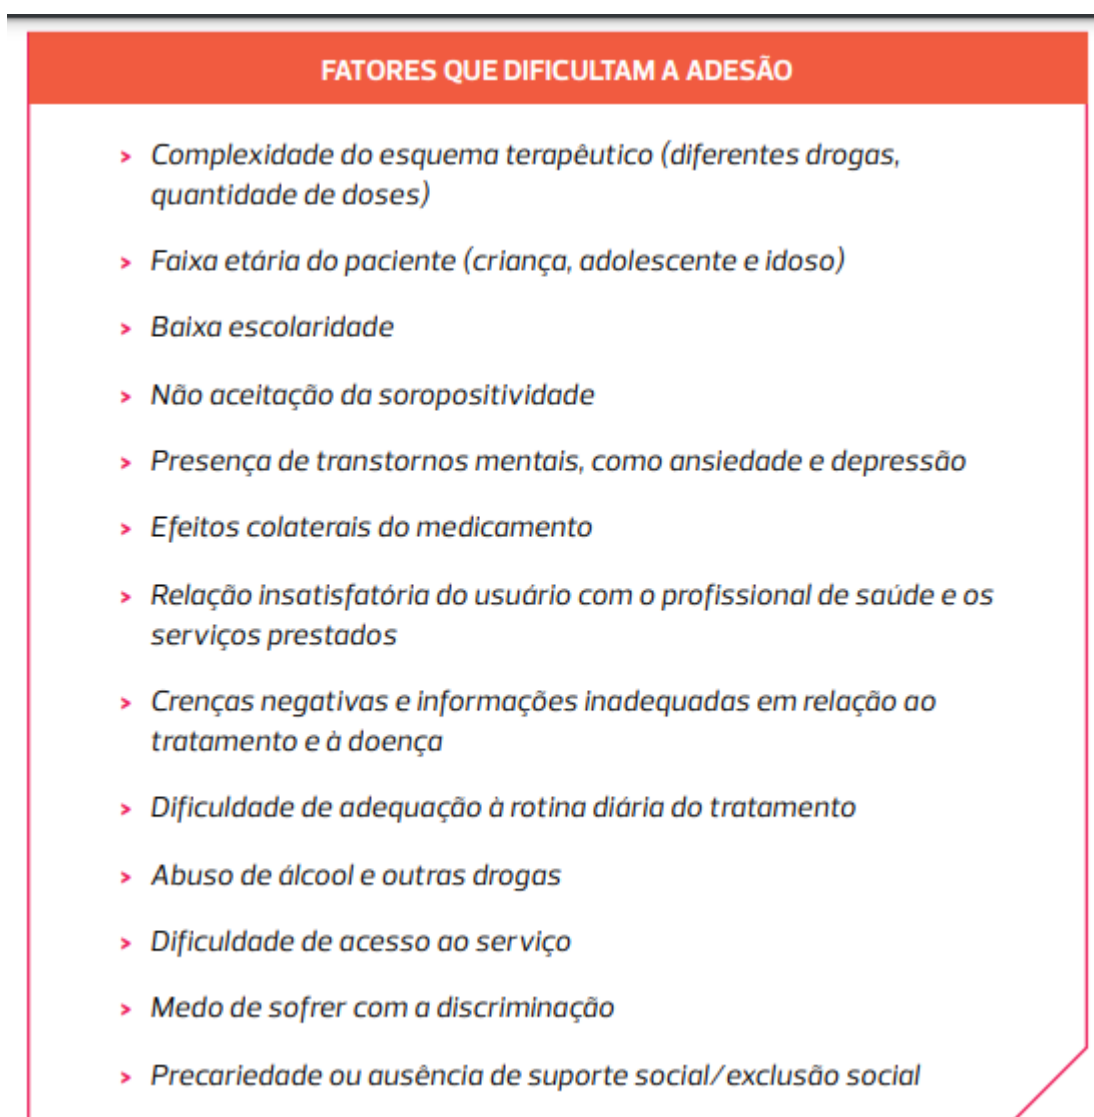 FATORES QUE DIFICULTAM A ADESÃO
> Complexidade do esquema terapêutico (diferentes drogas,
quantidade de doses)
> Faixa etária do paciente (criança, adolescente e idoso)
> Baixa escolaridade
> Não aceitação da soropositividade
> Presença de transtornos mentais, como ansiedade e depressão
> Efeitos colaterais do medicamento
> Relação insatisfatória do usuário com o profissional de saúde e os
serviços prestados
> Crenças negativas e informações inadequadas em relação ao
tratamento e à doença
> Dificuldade de adequação à rotina diária do tratamento
> Abuso de álcool e outras drogas
> Dificuldade de acesso ao serviço
> Medo de sofrer com a discriminação
> Precariedade ou ausência de suporte social/exclusão social